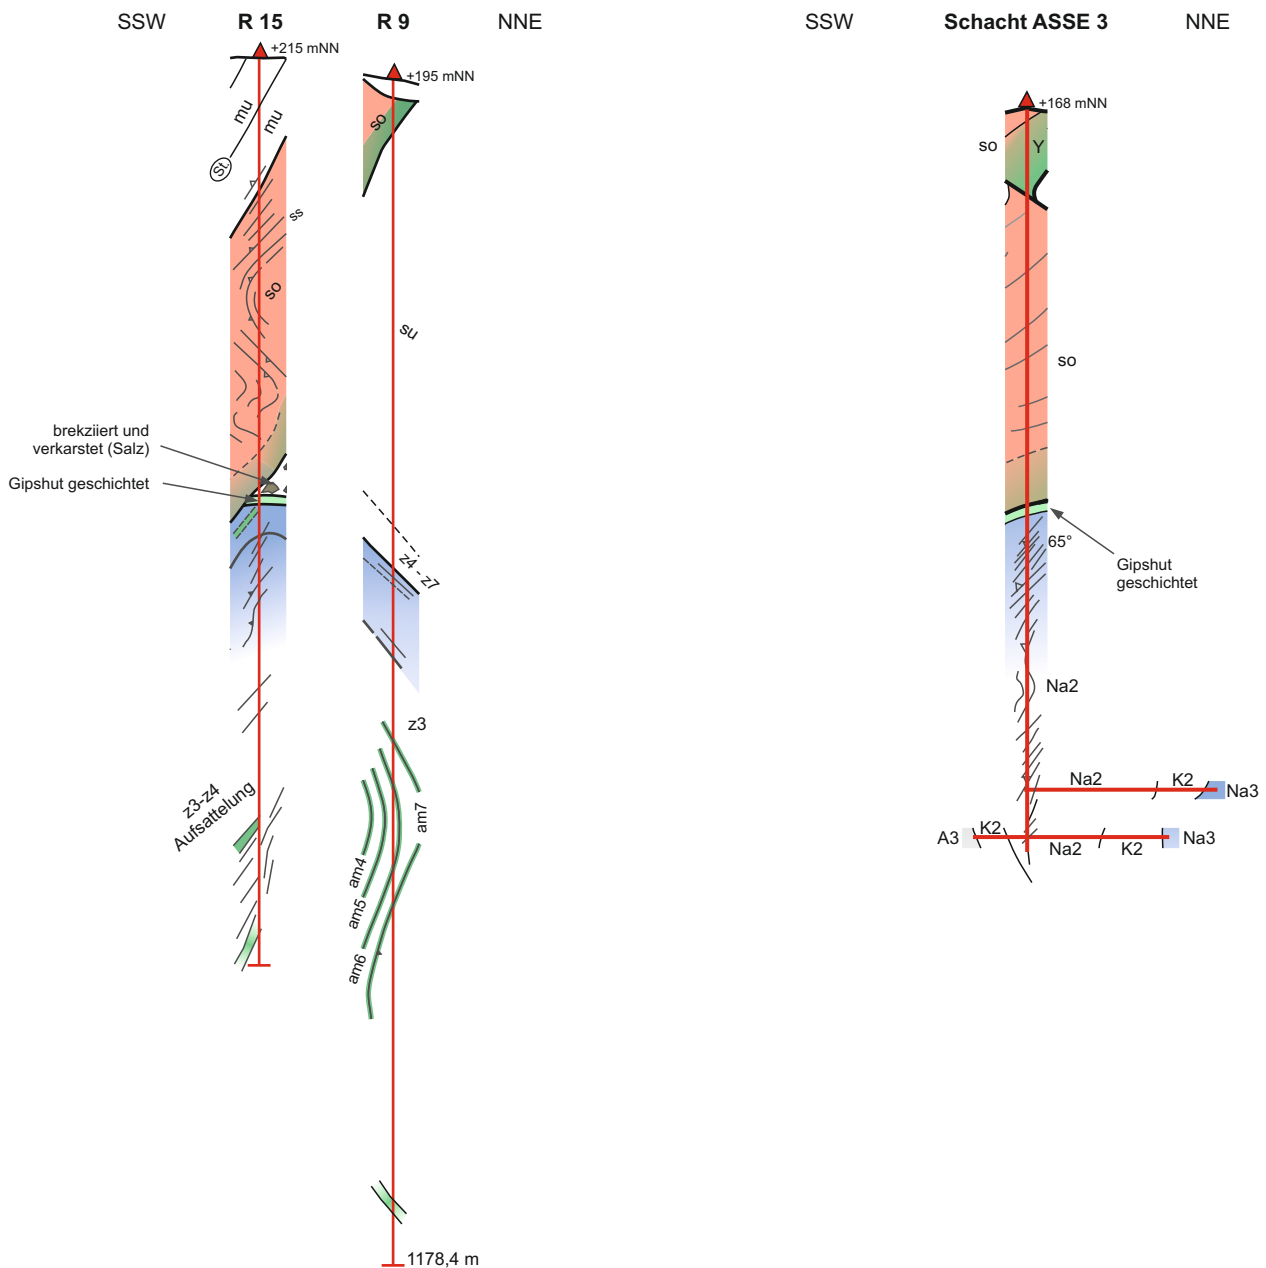 SSW
R 15
R 9
NNE
SSW
Schacht ASSE 3
NNE
+215 mNN
+195 mNN
+168 mNN
mu
mu
St.
so
so
Y
ss
so
su
so
brekziiert und
verkarstet (Salz)
Gipshut geschichtet
z4 - z7
65°
Gipshut
geschichtet
Na2
z3
z3-z4
Aufsattelung
am7
am4
am5
am6
Na2
K2
Na3
A3
K2
Na2
K2
Na3
1178,4 m